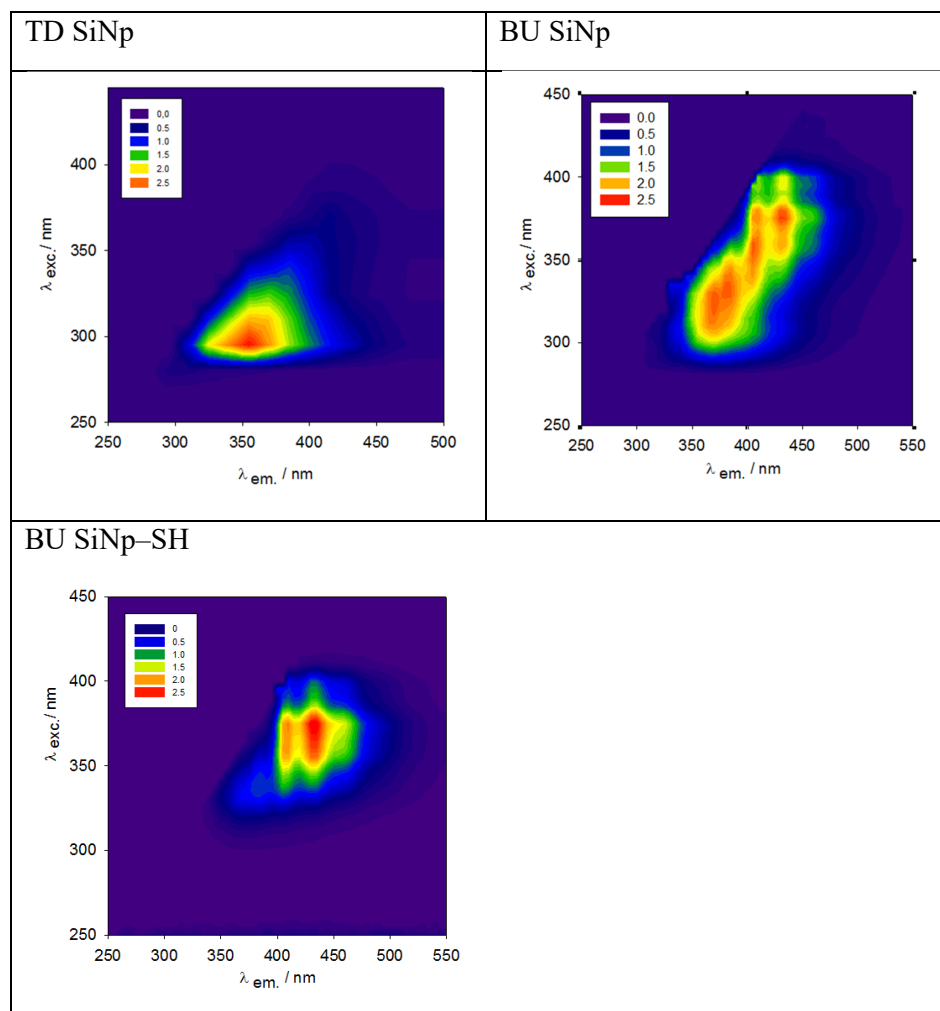 TD SiNp
BU SiNp
0,0
0.5
1.0
1.5
2.0
2.5
400
350
300
250
λ exc./ nm
250 300 350 400 450 500
λ em. / nm
450
400
350
300
250
λ exc./ nm
0.0
0.5
1.0
1.5
2.0
2.5
250 300 350 400 450 550
λ em. / nm
BU SiNp–SH
450
400
350
300
250
λ exc./ nm
0
0.5
1.0
1.5
2.0
2.5
250 300 350 400 450 500 550
λ em. / nm